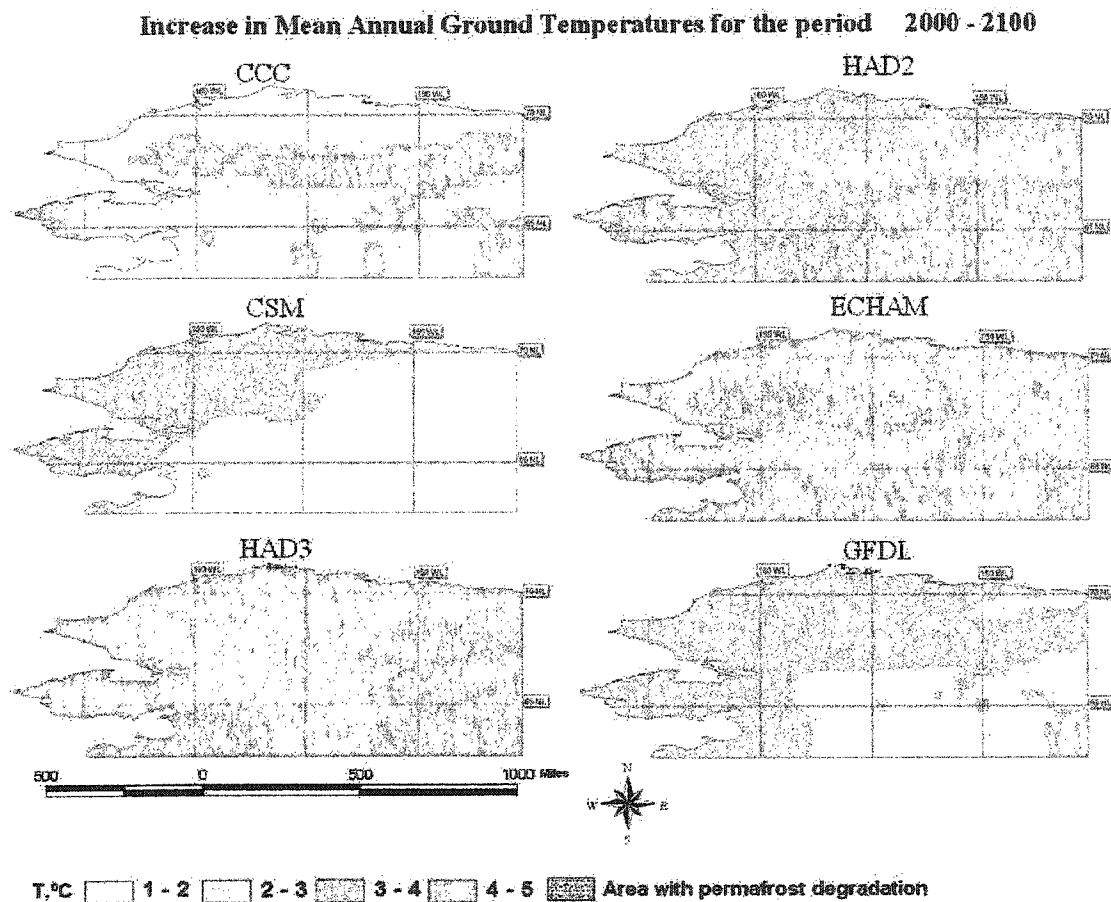 Increase in Mean Annual Ground Temperatures for the period 2000 - 2100
CCC
HAD2
CSM
ECHAM
HAD3
GFDL
500 0 500 1000 Miles
N
W E
S
T,ºC 1 - 2 2 - 3 3 - 4 4 - 5 Area with permafrost degradation